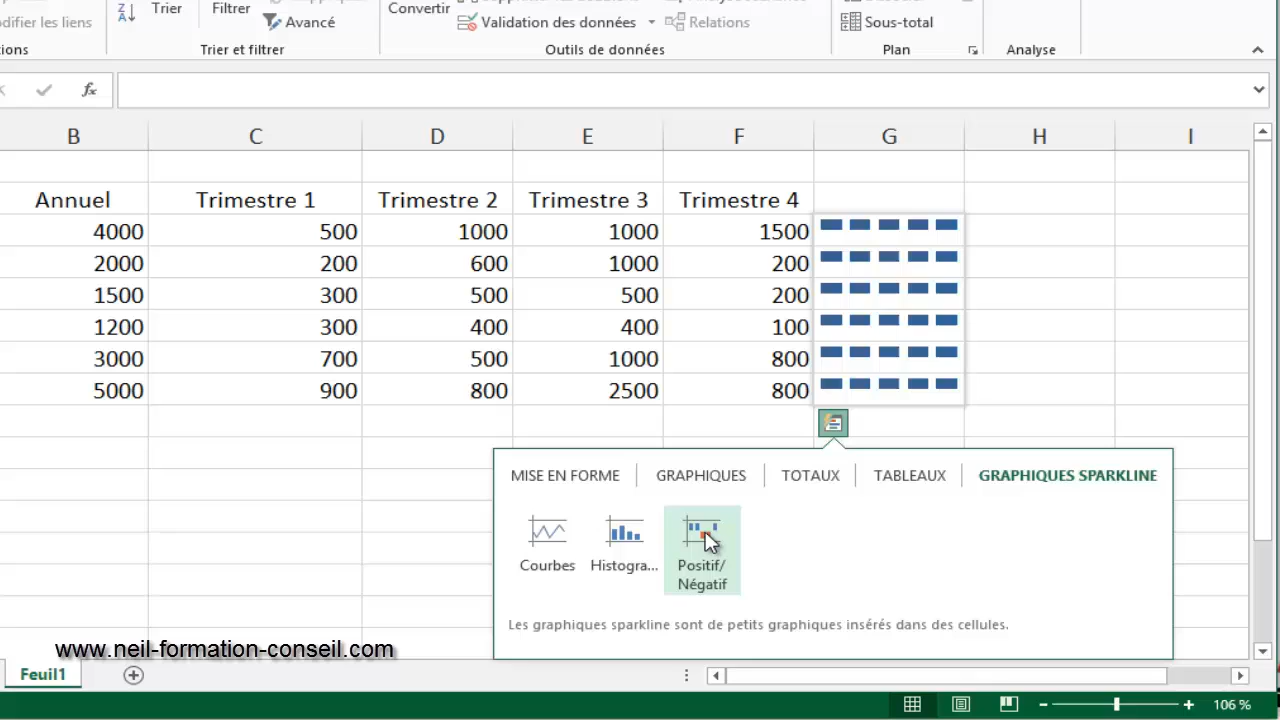 Trier
Filtrer
Convertir
odifier les liens
Avancé
Validation des données
Relations
Sous-total
ions
Trier et filtrer
Outils de données
Plan
Analyse
fx
B C D E F G H I
Annuel Trimestre 1 Trimestre 2 Trimestre 3 Trimestre 4
4000 500 1000 1000 1500
2000 200 600 1000 200
1500 300 500 500 200
1200 300 400 400 100
3000 700 500 1000 800
5000 900 800 2500 800
MISE EN FORME GRAPHIQUES TOTAUX TABLEAUX GRAPHIQUES SPARKLINE
Courbes Histogra... Positif/
Négatif
Les graphiques sparkline sont de petits graphiques insérés dans des cellules.
www.neil-formation-conseil.com
Feuil1
106 %